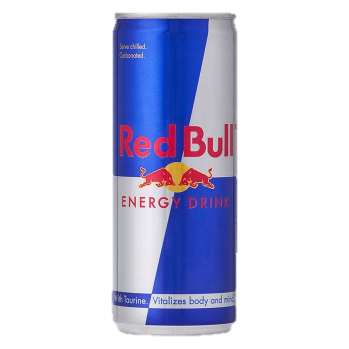 Serve chilled.
Carbonated.
Red Bull
ENERGY DRINK
With Taurine. Vitalizes body and mind.